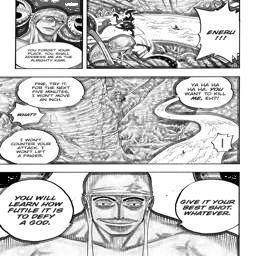 ENERU
!!!
YOU FORGET
YOUR PLACE. YOU SHALL
ADDRESS ME AS THE
ALMIGHTY KAMI.
YA HA HA
HA HA. YOU
WANT TO KILL
ME, EH?!
!
FINE, TRY IT.
FOR THE NEXT
FIVE MINUTES,
I WON'T MOVE
AN INCH.
WHAT?
I WON'T
COUNTER YOUR
ATTACK. I
WON'T LIFT
A FINGER.
GIVE IT YOUR
BEST SHOT.
WHATEVER.
YOU WILL
LEARN HOW
FUTILE IT IS
TO DEFY
A GOD.